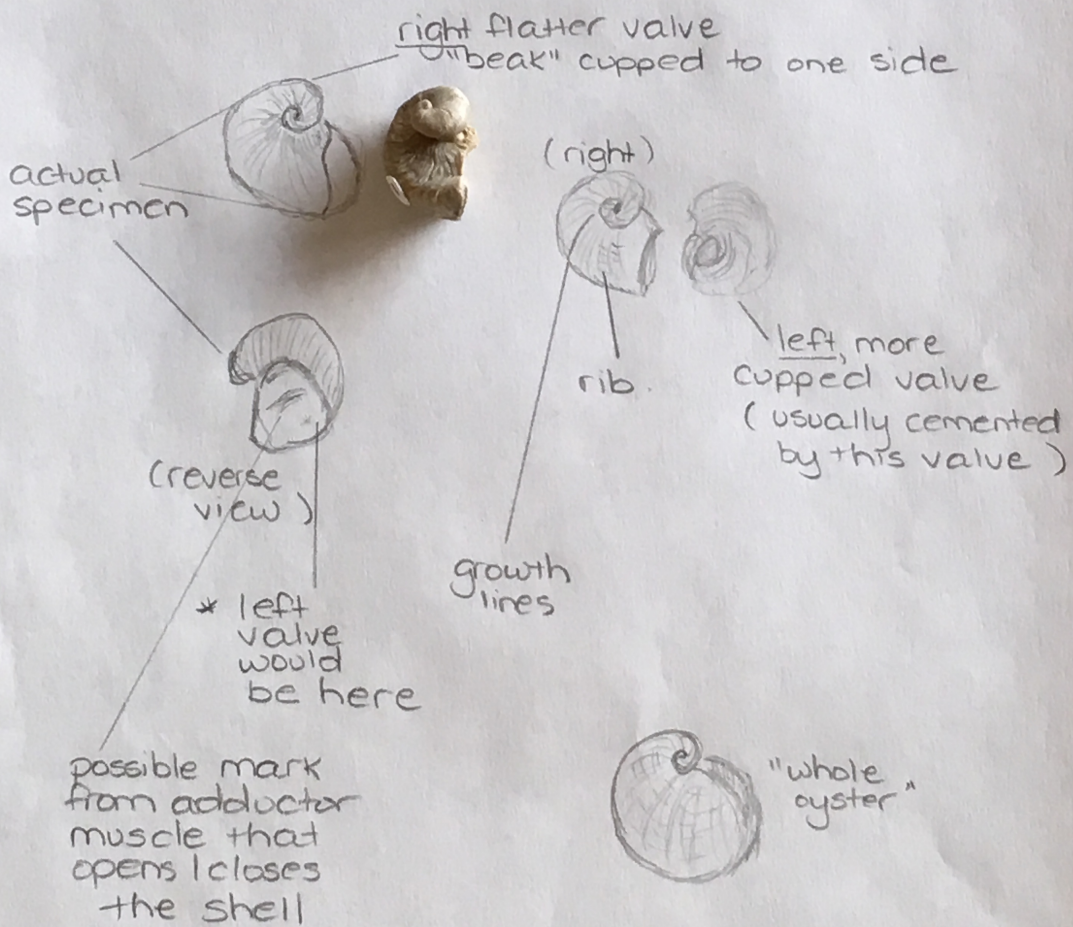 right flatter valve
"beak" cupped to one side
actual
specimen
(right)
rib.
left, more
cupped valve
(usually cemented
by this valve)
(reverse
view)
growth
lines
* left
valve
would
be here
possible mark
from adductor
muscle that
opens/closes
the shell
"whole
oyster"